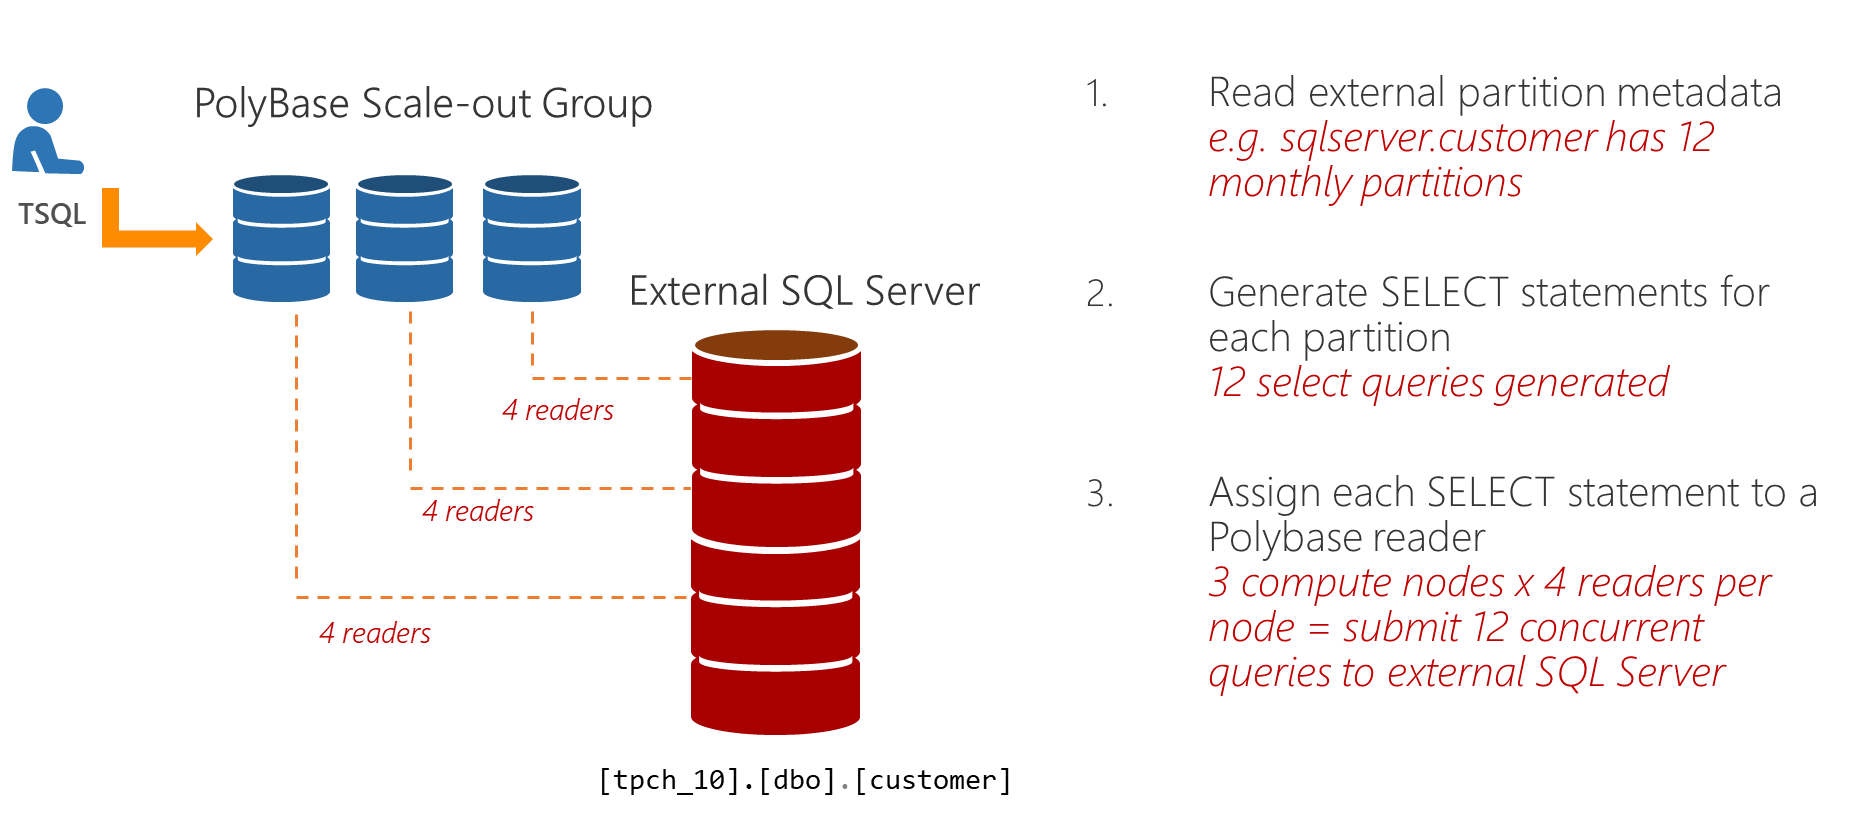 PolyBase Scale-out Group
TSQL
External SQL Server
4 readers
4 readers
4 readers
[tpch_10].[dbo].[customer]
1. Read external partition metadata
e.g. sqlserver.customer has 12
monthly partitions
2. Generate SELECT statements for
each partition
12 select queries generated
3. Assign each SELECT statement to a
Polybase reader
3 compute nodes x 4 readers per
node = submit 12 concurrent
queries to external SQL Server